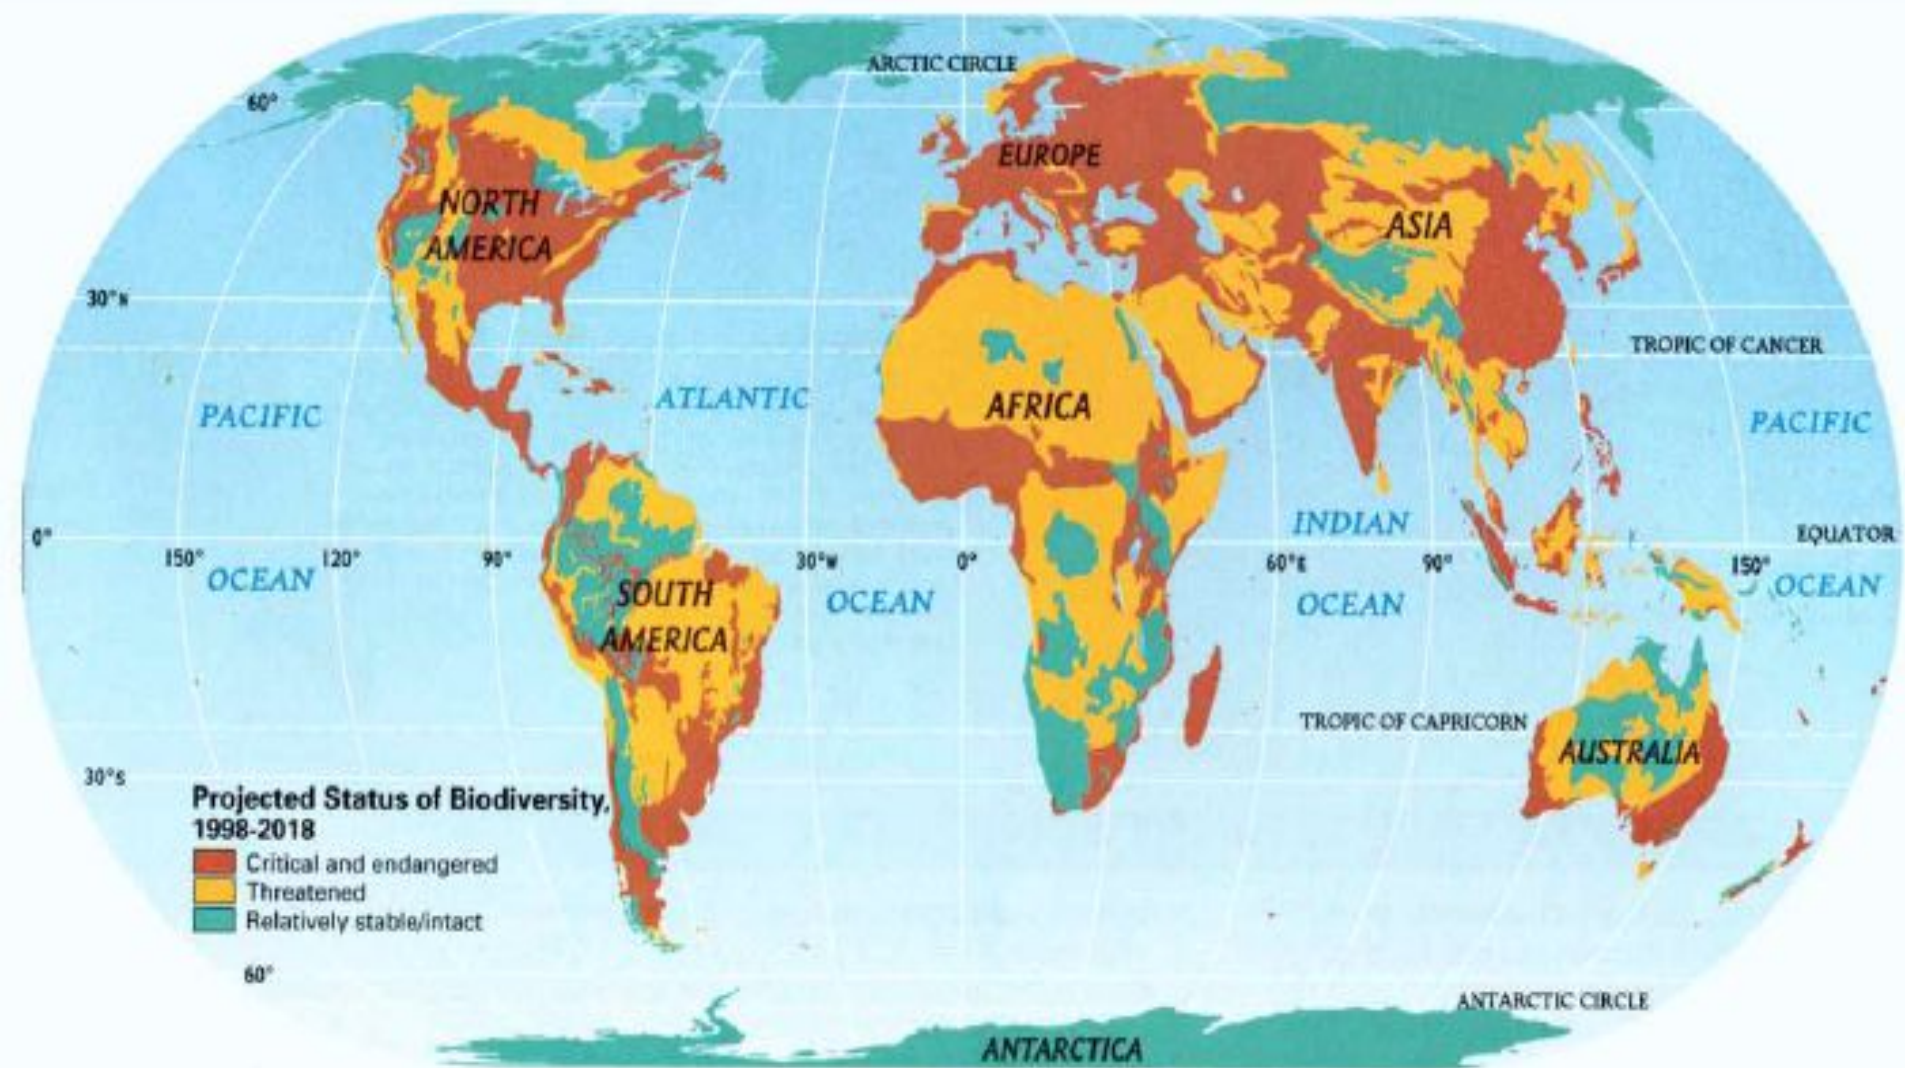 ARCTIC CIRCLE
60°
EUROPE
NORTH
AMERICA
ASIA
30°N
TROPIC OF CANCER
PACIFIC
ATLANTIC
AFRICA
PACIFIC
INDIAN
EQUATOR
0°
150°
120°
90°
30°W
0°
60°E
90°
150°
OCEAN
SOUTH
AMERICA
OCEAN
OCEAN
OCEAN
TROPIC OF CAPRICORN
AUSTRALIA
30°S
Projected Status of Biodiversity,
1998-2018
Critical and endangered
Threatened
Relatively stable/intact
60°
ANTARCTIC CIRCLE
ANTARCTICA